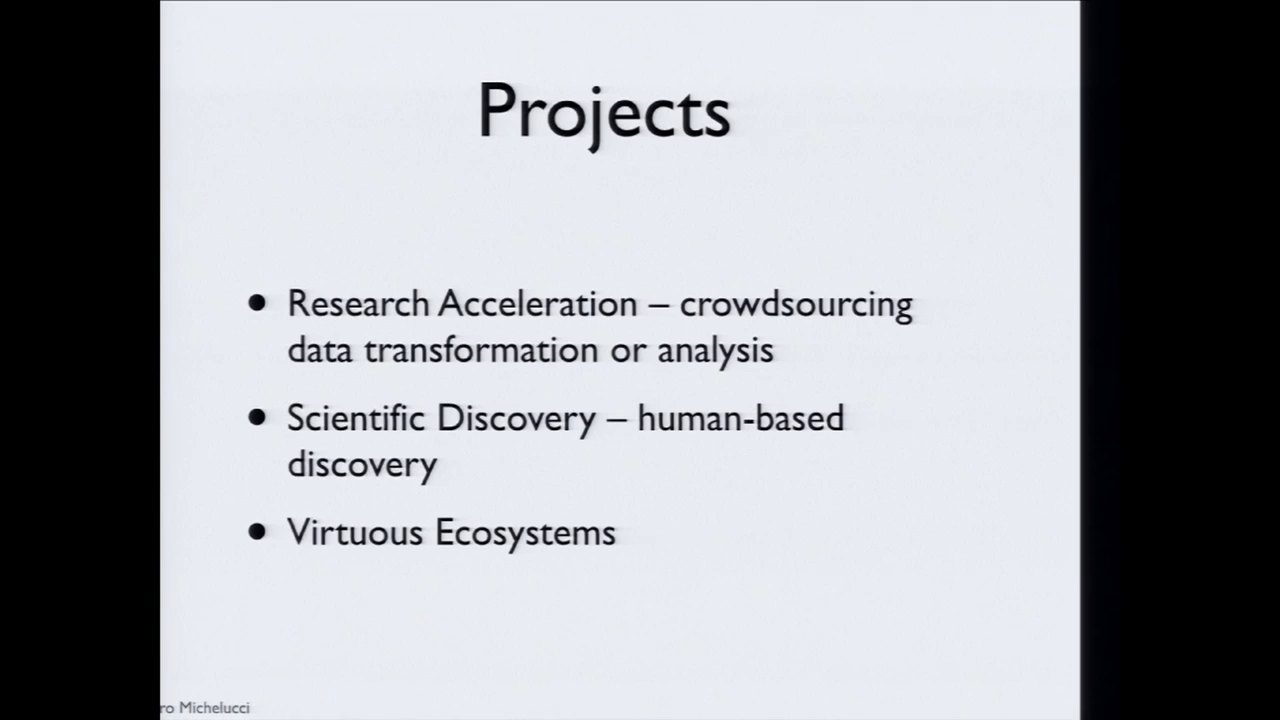 Projects
• Research Acceleration – crowdsourcing
data transformation or analysis
• Scientific Discovery – human-based
discovery
• Virtuous Ecosystems
ro Michelucci